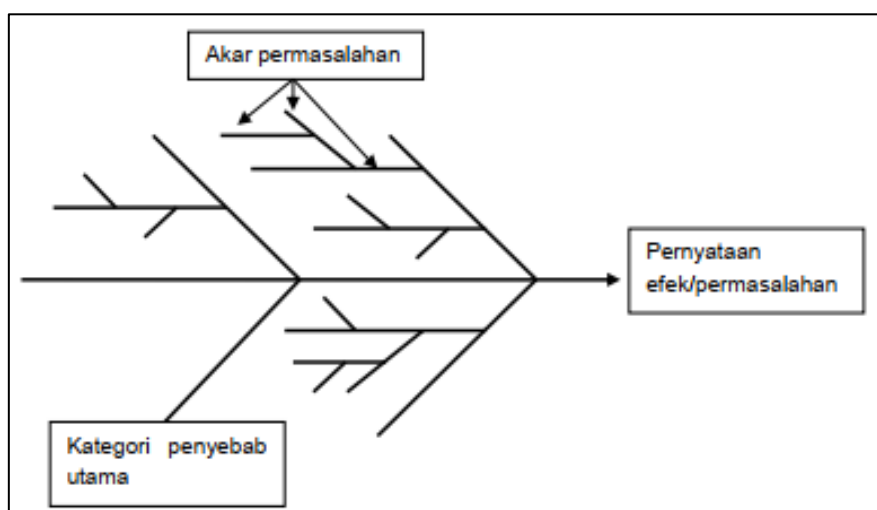 Akar permasalahan
Pernyataan
efek/permasalahan
Kategori penyebab
utama